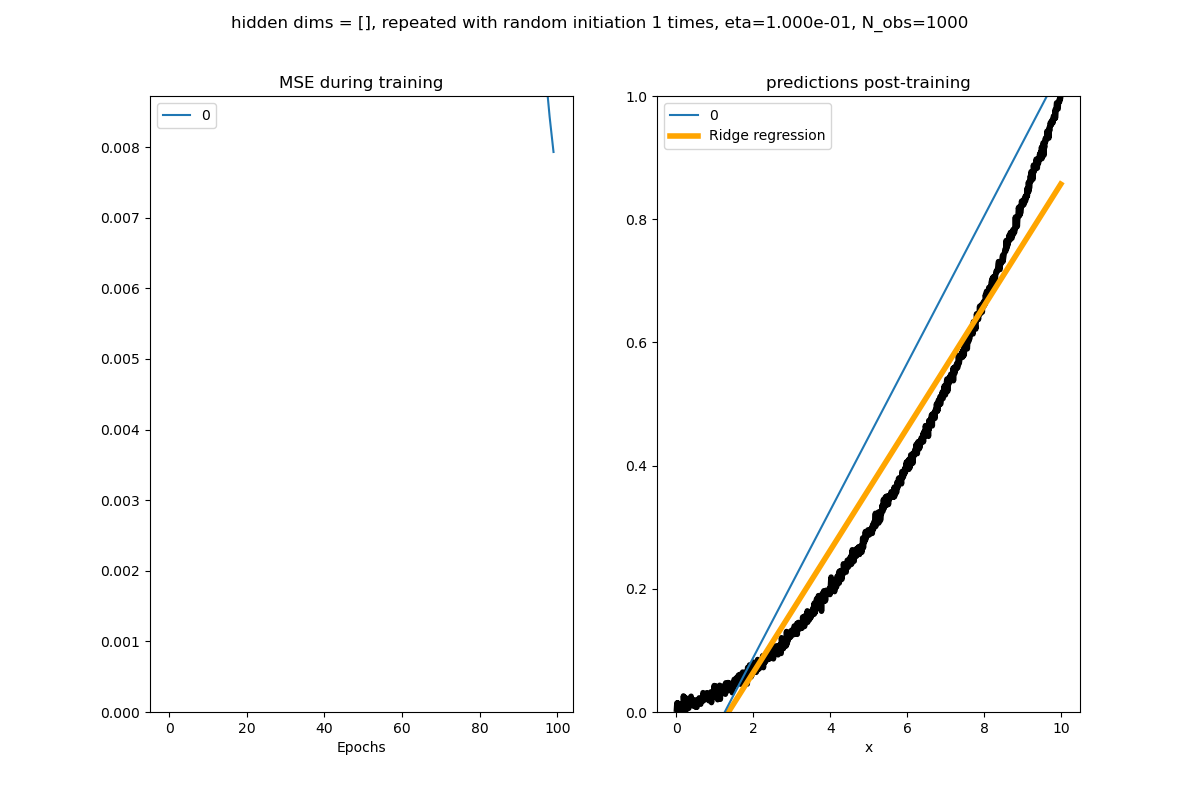 hidden dims = [], repeated with random initiation 1 times, eta=1.000e-01, N_obs=1000
MSE during training
0
0.008
0.007
0.006
0.005
0.004
0.003
0.002
0.001
0.000
0 20 40 60 80 100
Epochs
predictions post-training
0
Ridge regression
1.0
0.8
0.6
0.4
0.2
0.0
0 2 4 6 8 10
x